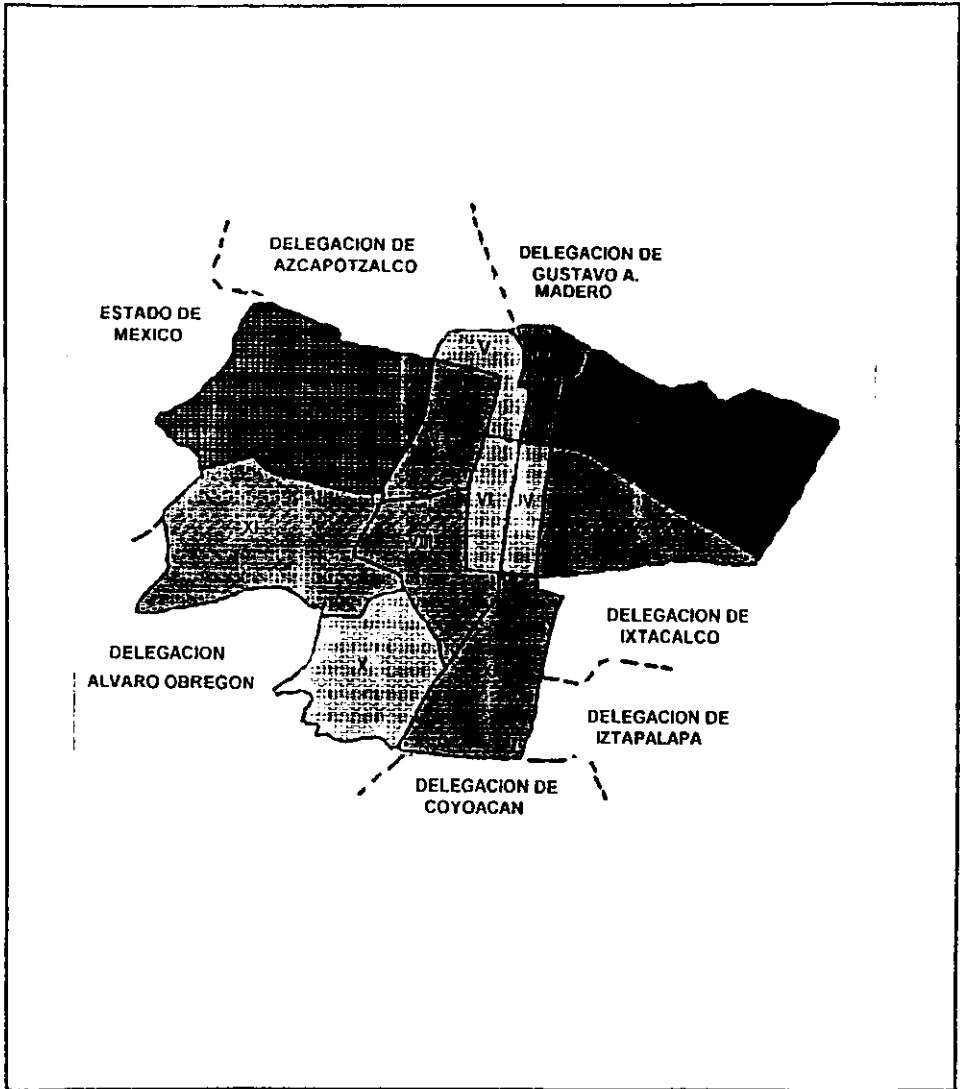 DELEGACION DE
AZCAPOTZALCO
DELEGACION DE
GUSTAVO A.
MADERO
ESTADO DE
MEXICO
V
XI
VIII
VI
IV
X
DELEGACION DE
IXTACALCO
DELEGACION
ALVARO OBREGON
DELEGACION DE
IZTAPALAPA
DELEGACION DE
COYOACAN